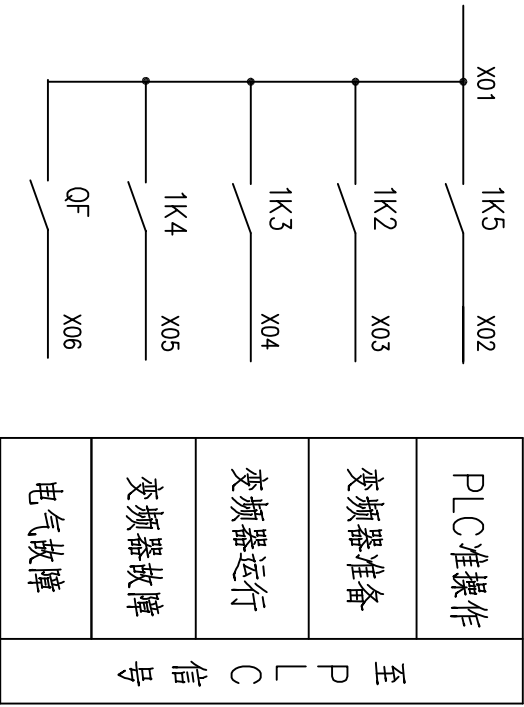 X01
1K5
X02
PLC准操作
1K2
X03
变频器准备
1K3
X04
变频器运行
1K4
X05
变频器故障
QF
X06
电气故障
至PLC信号